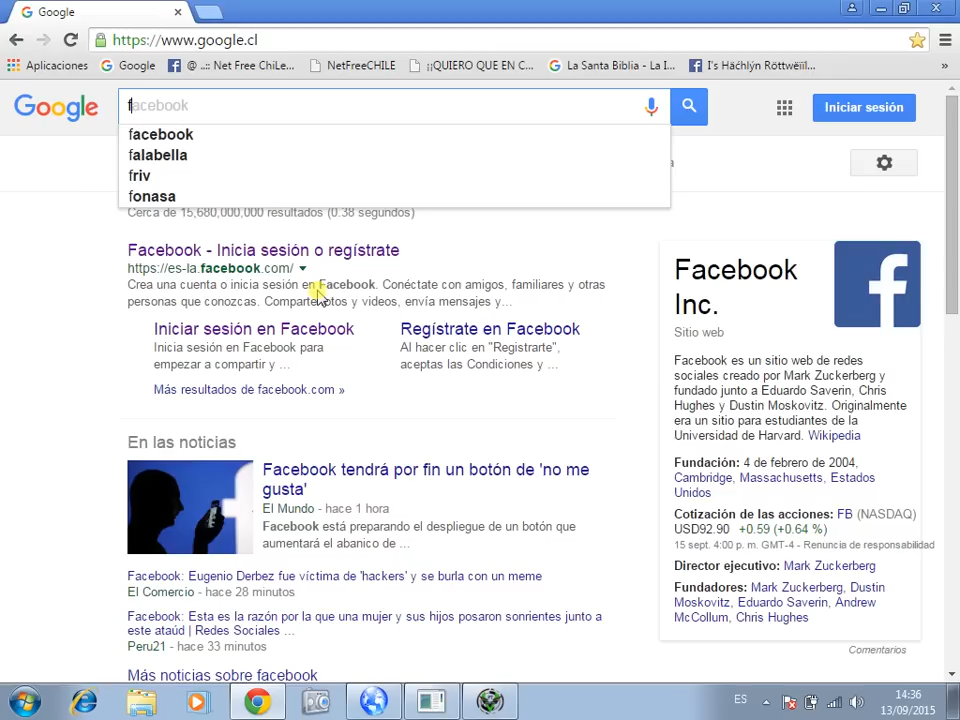 Google
https://www.google.cl
Aplicaciones Google @ ..:: Net Free ChiLe... NetFreeCHILE ¡¡QUIERO QUE EN C... La Santa Biblia - La I... I's Háćhlýn Röttwëïïl... »
Google facebook Iniciar sesión
facebook
falabella
friv
fonasa
Cerca de 15,680,000,000 resultados (0.38 segundos)
Facebook - Inicia sesión o regístrate
https://es-la.facebook.com/
Crea una cuenta o inicia sesión en Facebook. Conéctate con amigos, familiares y otras
personas que conozcas. Comparte fotos y videos, envía mensajes y...
Iniciar sesión en Facebook
Inicia sesión en Facebook para
empezar a compartir y ...
Regístrate en Facebook
Al hacer clic en "Registrarte",
aceptas las Condiciones y ...
Más resultados de facebook.com »
En las noticias
Facebook tendrá por fin un botón de 'no me
gusta'
El Mundo - hace 1 hora
Facebook está preparando el despliegue de un botón que
aumentará el abanico de ...
Facebook: Eugenio Derbez fue víctima de 'hackers' y se burla con un meme
El Comercio - hace 28 minutos
Facebook: Esta es la razón por la que una mujer y sus hijos posaron sonrientes junto a
este ataúd | Redes Sociales ...
Peru21 - hace 33 minutos
Más noticias sobre facebook
Facebook
Inc.
Sitio web
Facebook es un sitio web de redes
sociales creado por Mark Zuckerberg y
fundado junto a Eduardo Saverin, Chris
Hughes y Dustin Moskovitz. Originalmente
era un sitio para estudiantes de la
Universidad de Harvard. Wikipedia
Fundación: 4 de febrero de 2004,
Cambridge, Massachusetts, Estados
Unidos
Cotización de las acciones: FB (NASDAQ)
USD92.90 +0.59 (+0.64 %)
15 sept. 4:00 p. m. GMT-4 - Renuncia de responsabilidad
Director ejecutivo: Mark Zuckerberg
Fundadores: Mark Zuckerberg, Dustin
Moskovitz, Eduardo Saverin, Andrew
McCollum, Chris Hughes
Comentarios
ES
14:36
13/09/2015